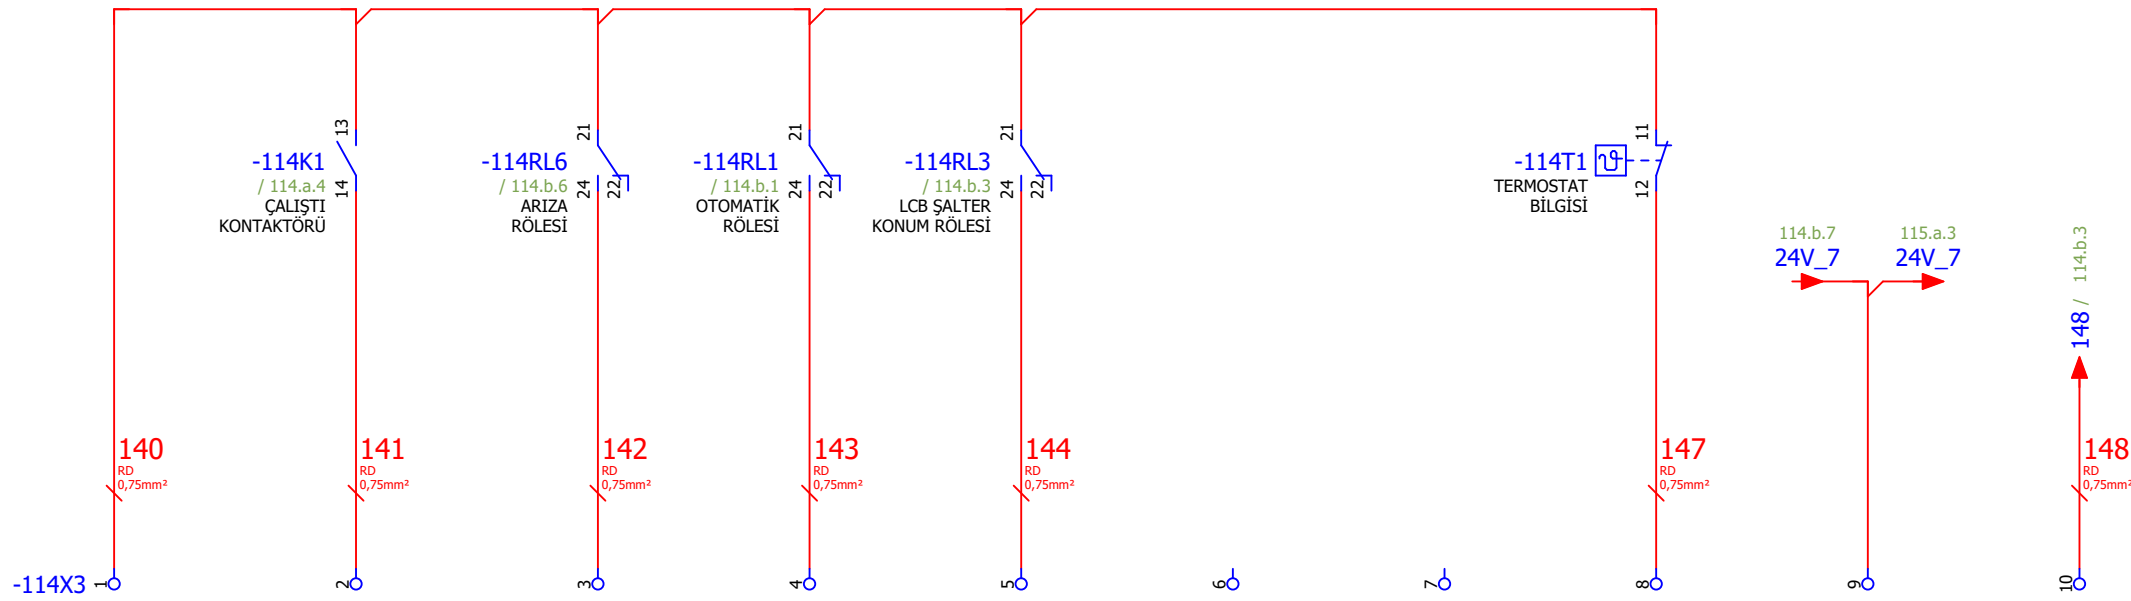 13
-114K1
/ 114.a.4
14
ÇALIŞTI
KONTAKTÖRÜ
21
-114RL6
/ 114.b.6
24
22
ARIZA
RÖLESİ
21
-114RL1
/ 114.b.1
24
22
OTOMATİK
RÖLESİ
21
-114RL3
/ 114.b.3
24
22
LCB ŞALTER
KONUM RÖLESİ
11
-114T1
12
TERMOSTAT
BİLGİSİ
114.b.7
24V_7
115.a.3
24V_7
148 / 114.b.3
140
RD
0,75mm²
141
RD
0,75mm²
142
RD
0,75mm²
143
RD
0,75mm²
144
RD
0,75mm²
147
RD
0,75mm²
148
RD
0,75mm²
-114X3
1
2
3
4
5
6
7
8
9
10